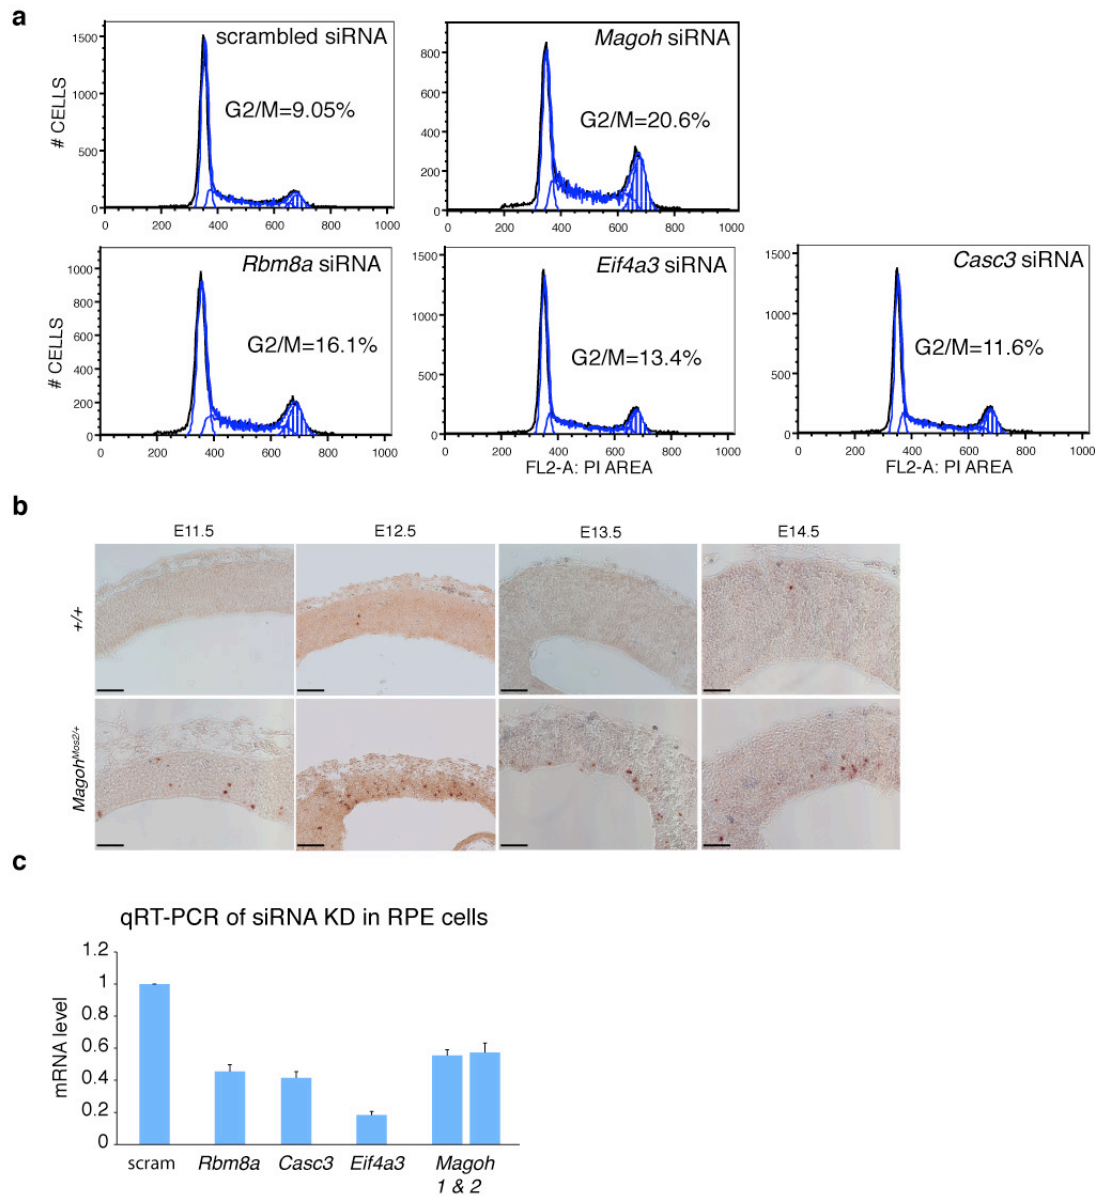 a
scrambled siRNA
G2/M=9.05%
# CELLS
1500
1000
500
0
0 200 400 600 800 1000
Magoh siRNA
G2/M=20.6%
800
600
400
200
0
0 200 400 600 800 1000
Rbm8a siRNA
G2/M=16.1%
# CELLS
1000
800
600
400
200
0
0 200 400 600 800 1000
Eif4a3 siRNA
G2/M=13.4%
1500
1000
500
0
0 200 400 600 800 1000
FL2-A: PI AREA
Casc3 siRNA
G2/M=11.6%
1500
1000
500
0
0 200 400 600 800 1000
FL2-A: PI AREA
b
E11.5 E12.5 E13.5 E14.5
+/+
MagohMos2/+
c
qRT-PCR of siRNA KD in RPE cells
mRNA level
1.2
1
0.8
0.6
0.4
0.2
0
scram Rbm8a Casc3 Eif4a3 Magoh
1 & 2